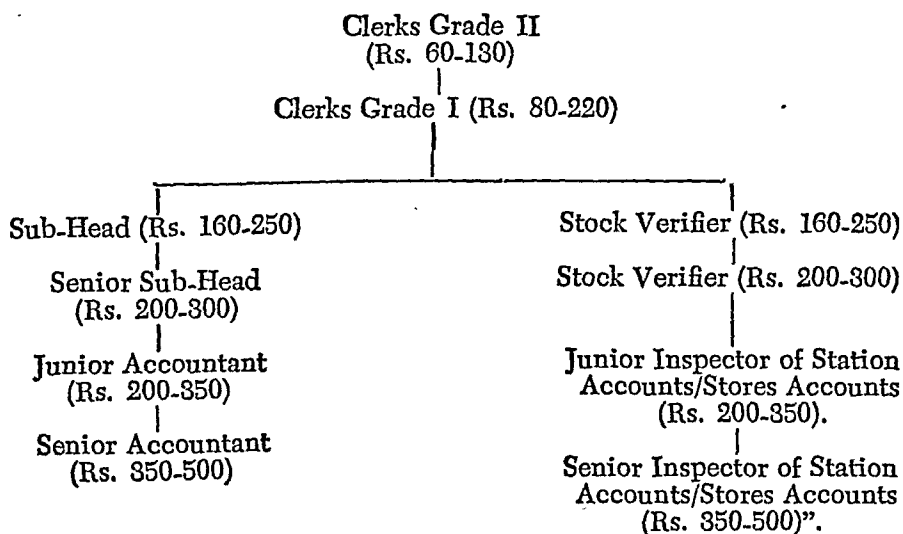 Clerks Grade II
(Rs. 60-130)
Clerks Grade I (Rs. 80-220)
Sub-Head (Rs. 160-250)
Senior Sub-Head
(Rs. 200-300)
Junior Accountant
(Rs. 200-350)
Senior Accountant
(Rs. 350-500)
Stock Verifier (Rs. 160-250)
Stock Verifier (Rs. 200-300)
Junior Inspector of Station
Accounts/Stores Accounts
(Rs. 200-350).
Senior Inspector of Station
Accounts/Stores Accounts
(Rs. 350-500)”.